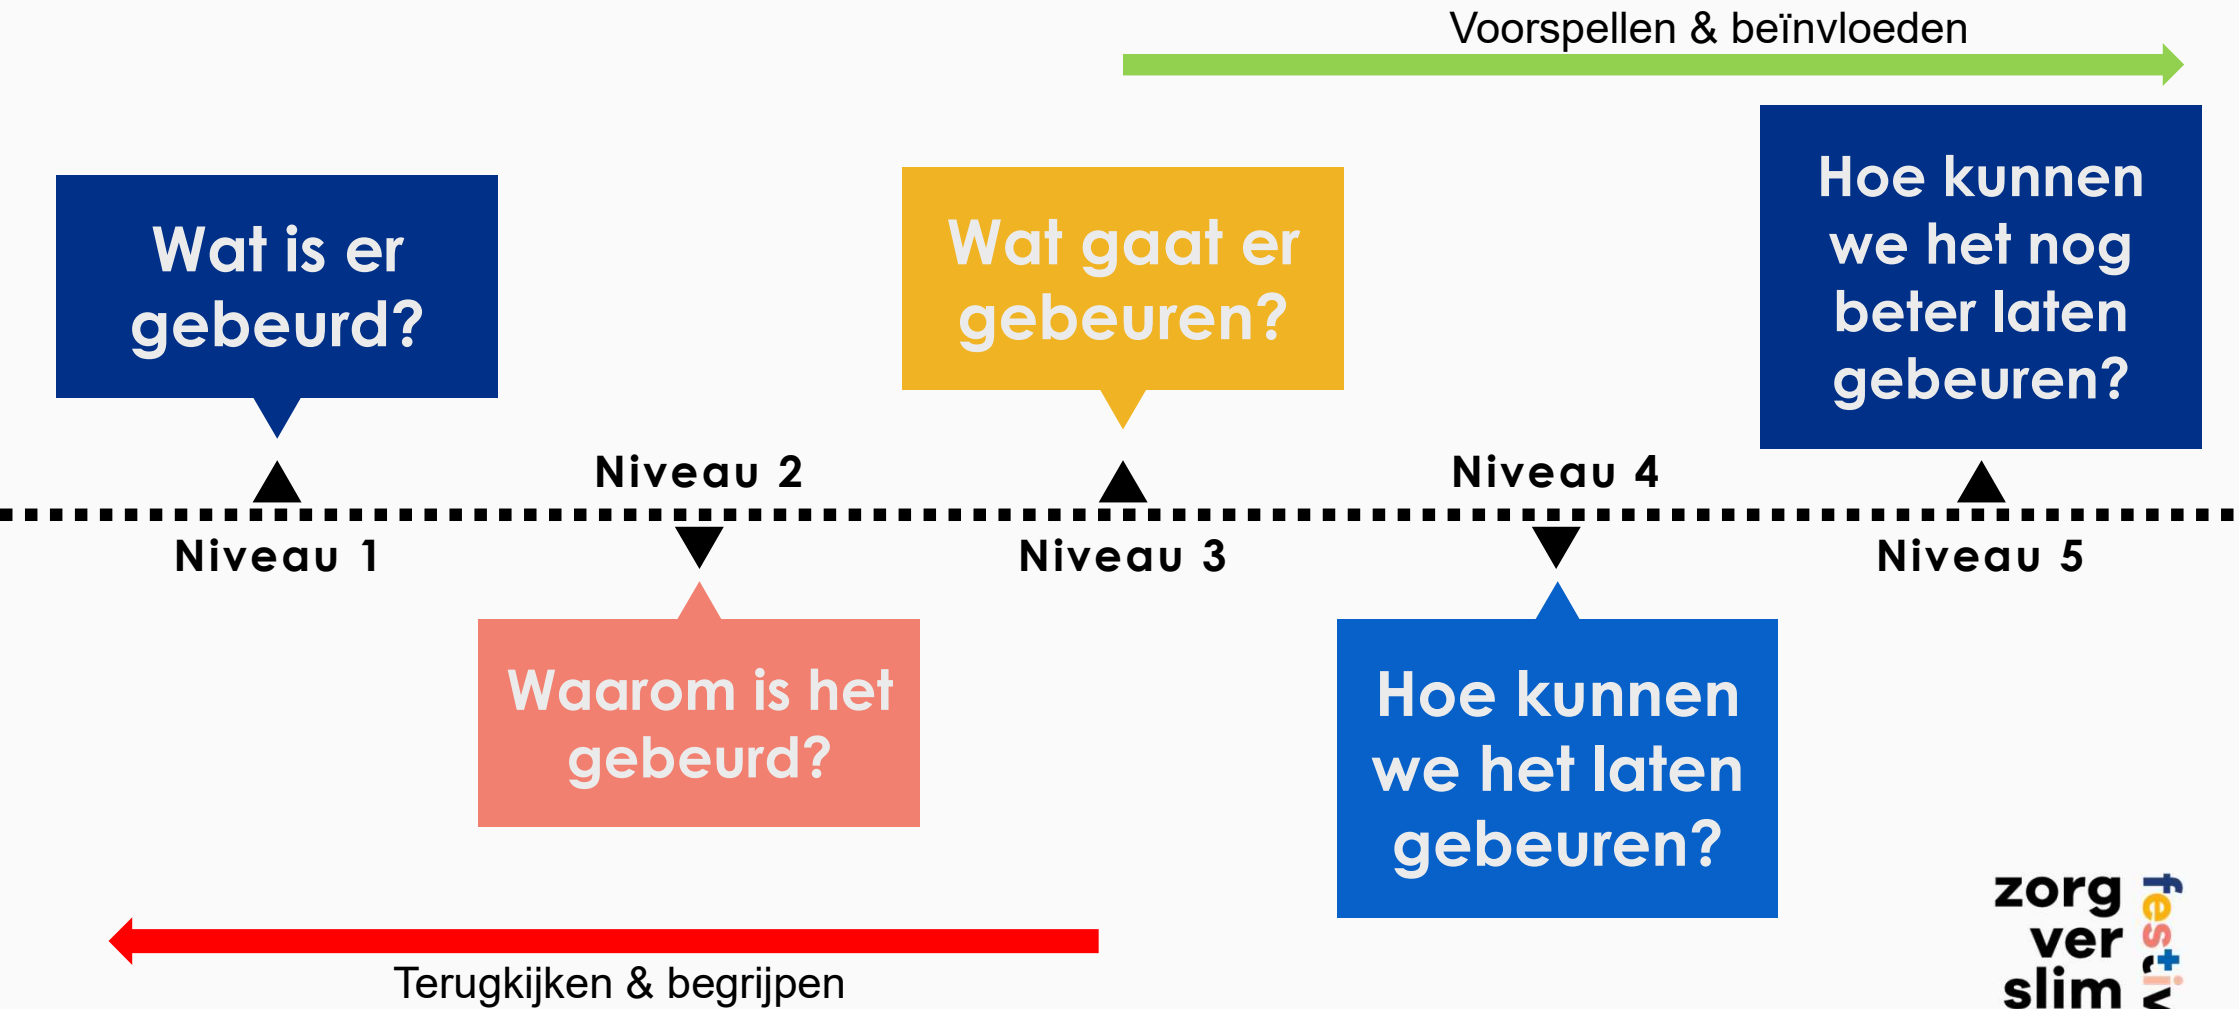 Voorspellen & beïnvloeden
Wat is er
gebeurd?
Wat gaat er
gebeuren?
Hoe kunnen
we het nog
beter laten
gebeuren?
Niveau 2
Niveau 4
Niveau 1
Niveau 3
Niveau 5
Waarom is het
gebeurd?
Hoe kunnen
we het laten
gebeuren?
Terugkijken & begrijpen
zorg
ver
slim
festiv